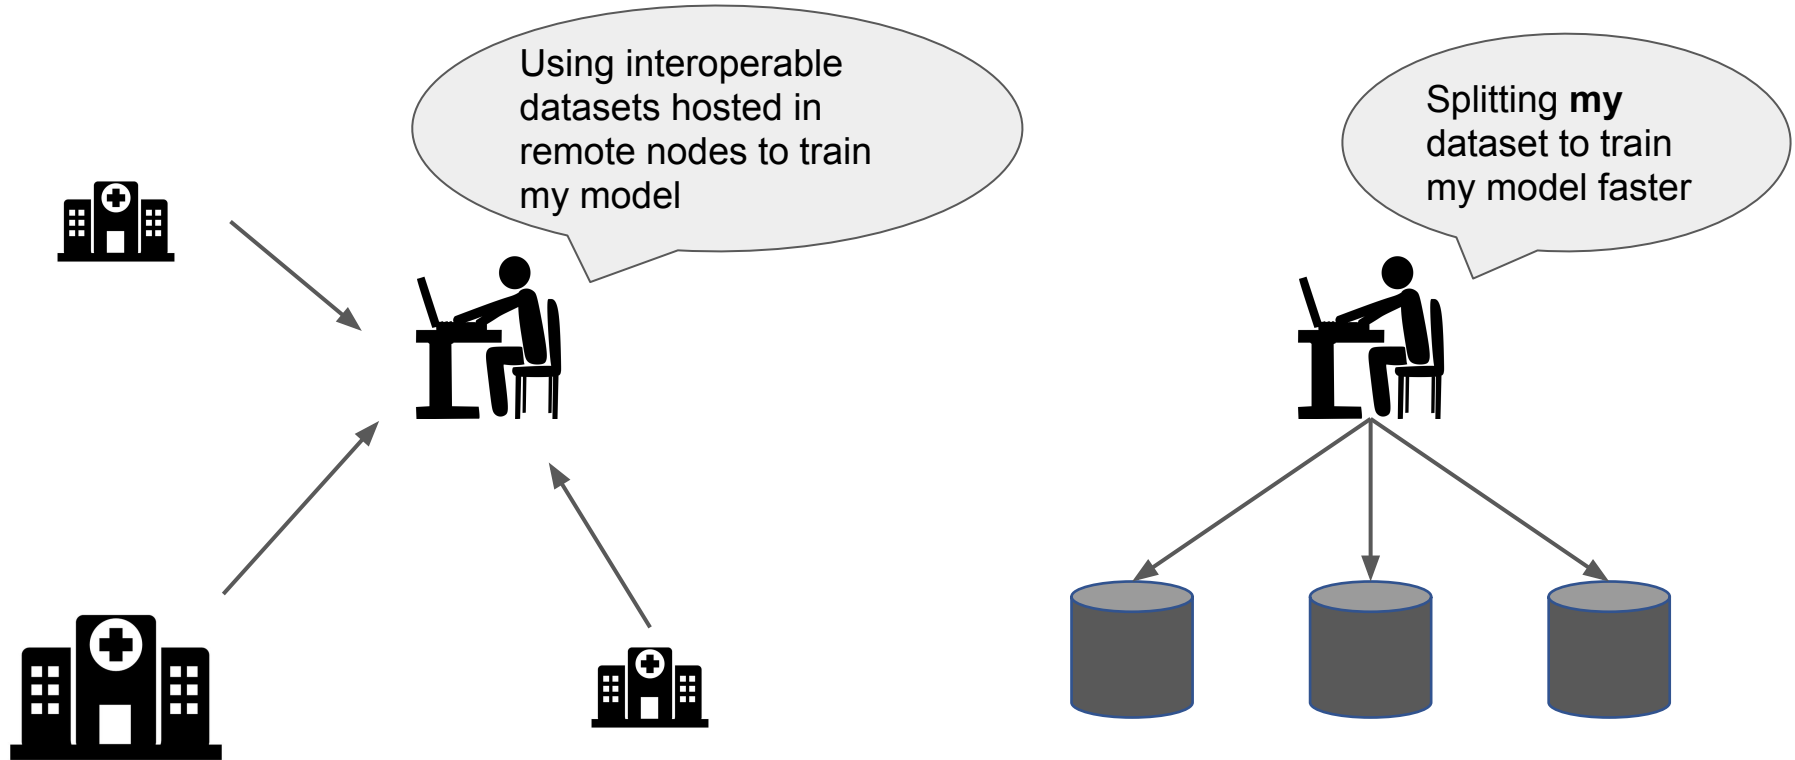 Using interoperable
datasets hosted in
remote nodes to train
my model
Splitting my
dataset to train
my model faster